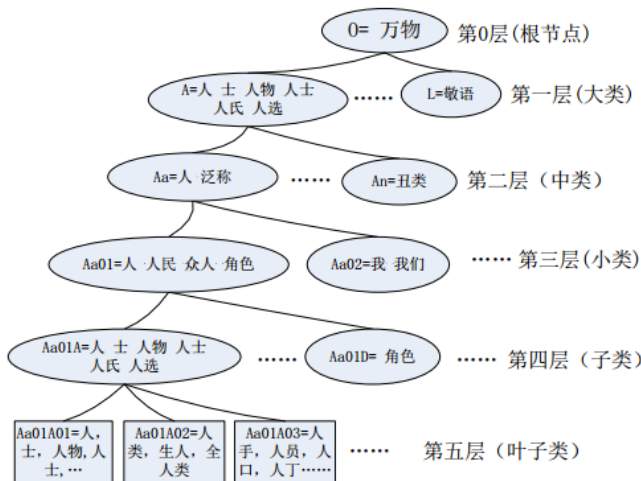 O= 万物 第0层(根节点)
A=人 士 人物 人士
人氏 人选
……
L=敬语
第一层(大类)
Aa=人 泛称
……
An=丑类
第二层（中类）
Aa01=人 人民 众人 角色
Aa02=我 我们
…… 第三层(小类)
Aa01A=人 士 人物 人士
人氏 人选
……
Aa01D= 角色
…… 第四层（子类）
Aa01A01=人，
士，人物,人
士,…
Aa01A02=人
类，生人，全
人类
Aa01A03=人
手，人员，人
口，人丁……
…… 第五层（叶子类）